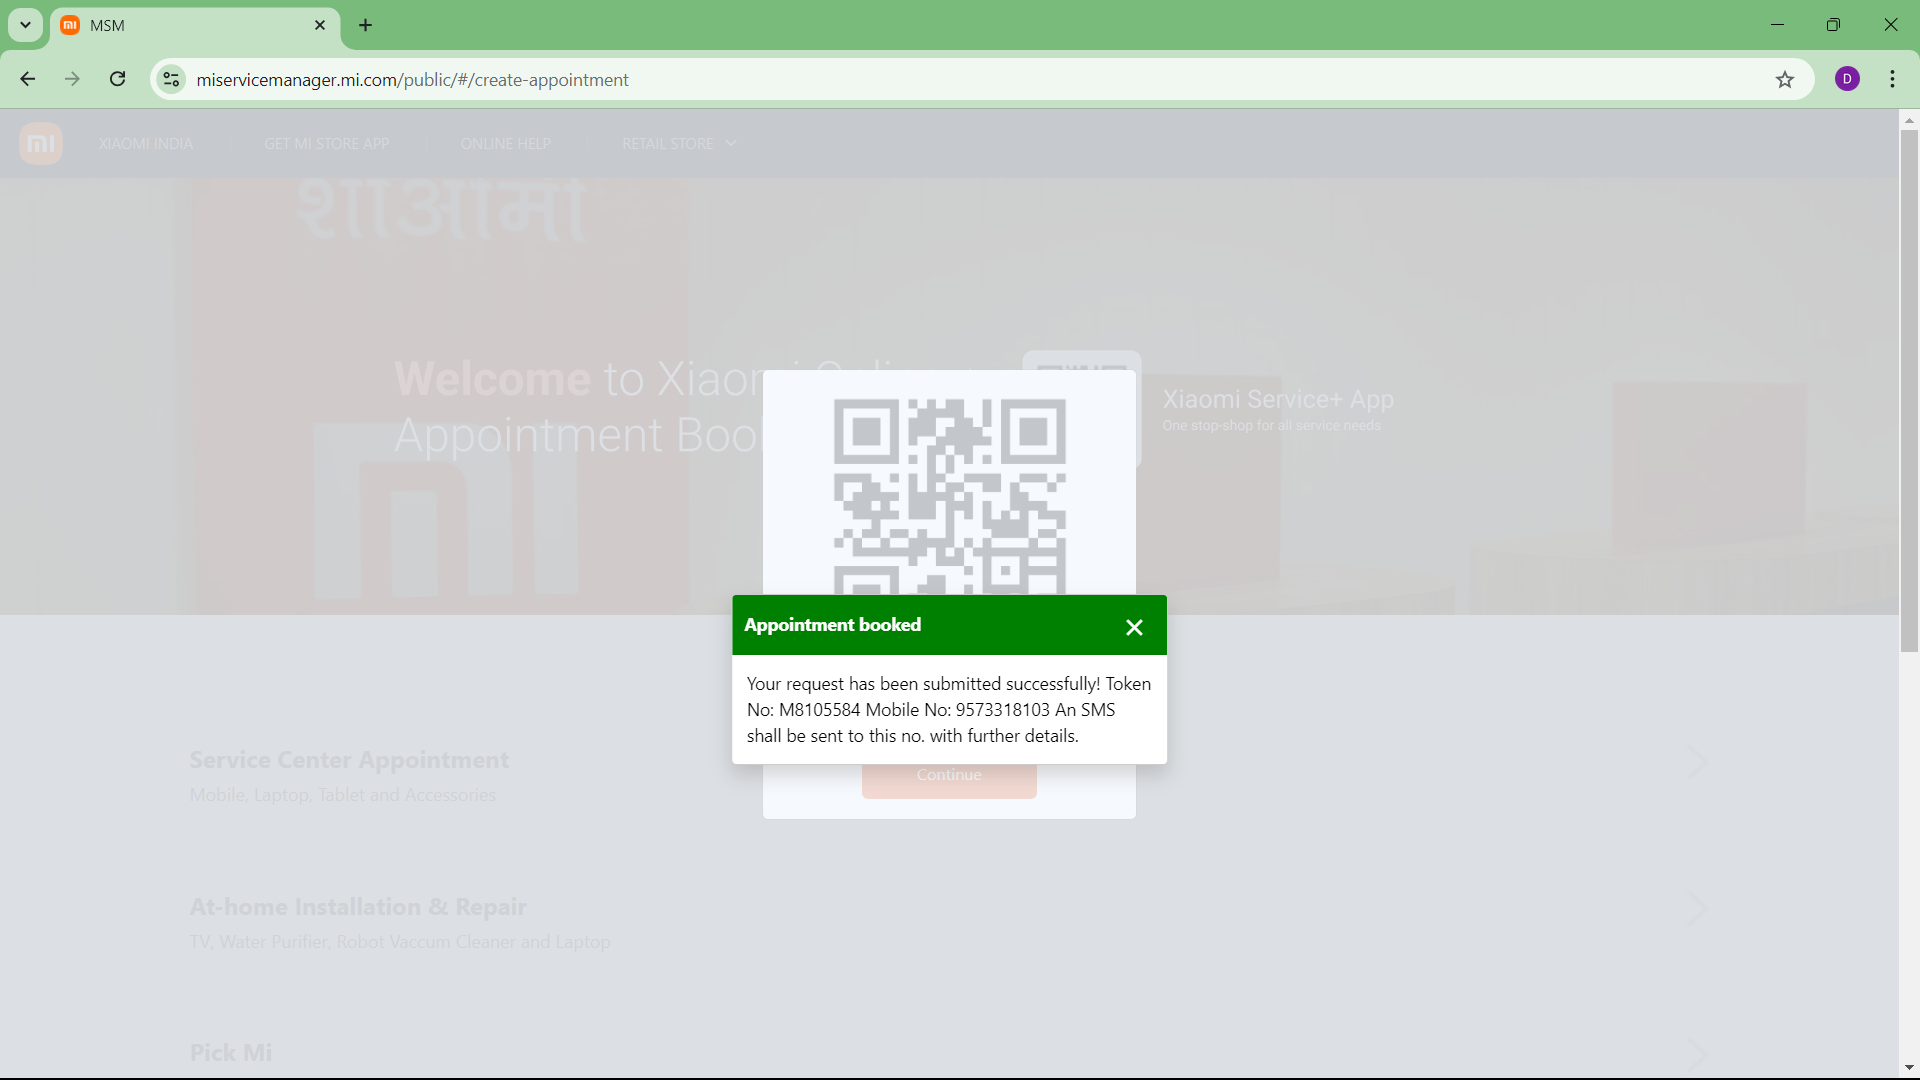 MSM
miservicemanager.mi.com/public/#/create-appointment
D
mi
XIAOMI INDIA
GET MI STORE APP
ONLINE HELP
RETAIL STORE
शाओमी
Welcome to Xiaomi
Appointment
Xiaomi Service+ App
One stop-shop for all service needs
Appointment booked
Your request has been submitted successfully! Token
No: M8105584 Mobile No: 9573318103 An SMS
shall be sent to this no. with further details.
Continue
Service Center Appointment
Mobile, Laptop, Tablet and Accessories
At-home Installation & Repair
TV, Water Purifier, Robot Vaccum Cleaner and Laptop
Pick Mi